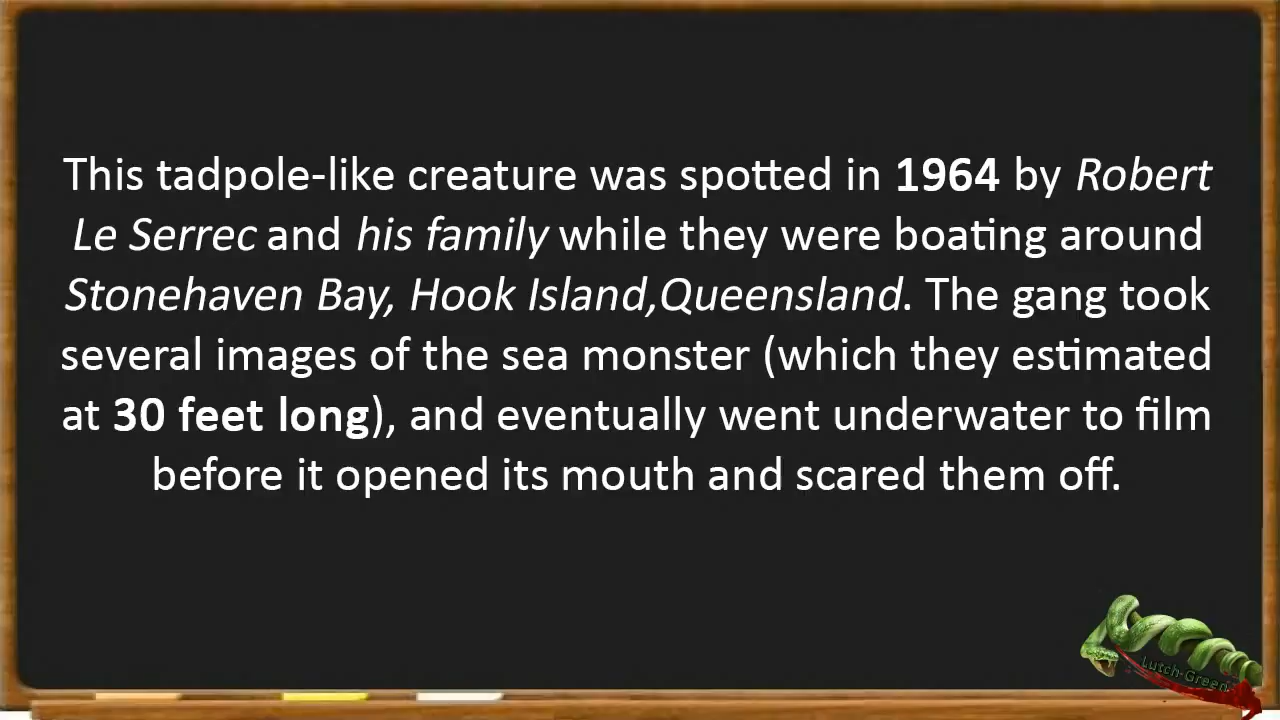 This tadpole-like creature was spotted in 1964 by Robert
Le Serrec and his family while they were boating around
Stonehaven Bay, Hook Island,Queensland. The gang took
several images of the sea monster (which they estimated
at 30 feet long), and eventually went underwater to film
before it opened its mouth and scared them off.
Lutch-Green